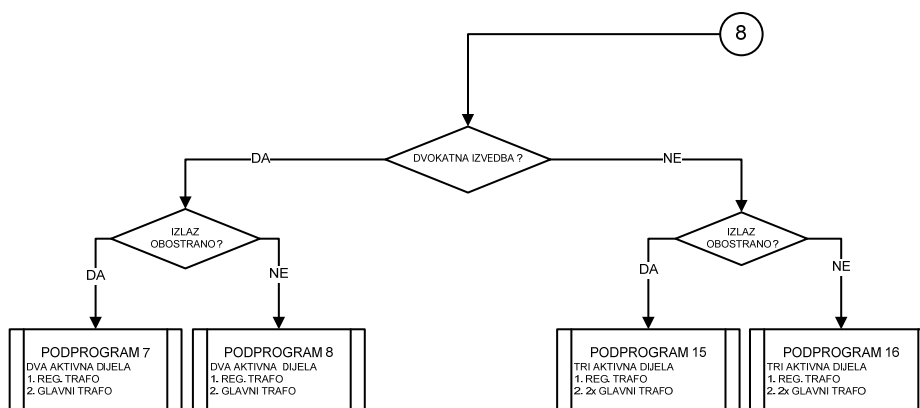 8
DVOKATNA IZVEDBA ?
DA
NE
IZLAZ
OBOSTRANO?
IZLAZ
OBOSTRANO?
DA
NE
DA
NE
PODPROGRAM 7
DVA AKTIVNA DIJELA
1. REG. TRAFO
2. GLAVNI TRAFO
PODPROGRAM 8
DVA AKTIVNA DIJELA
1. REG. TRAFO
2. GLAVNI TRAFO
PODPROGRAM 15
TRI AKTIVNA DIJELA
1. REG. TRAFO
2. 2x GLAVNI TRAFO
PODPROGRAM 16
TRI AKTIVNA DIJELA
1. REG. TRAFO
2. 2x GLAVNI TRAFO